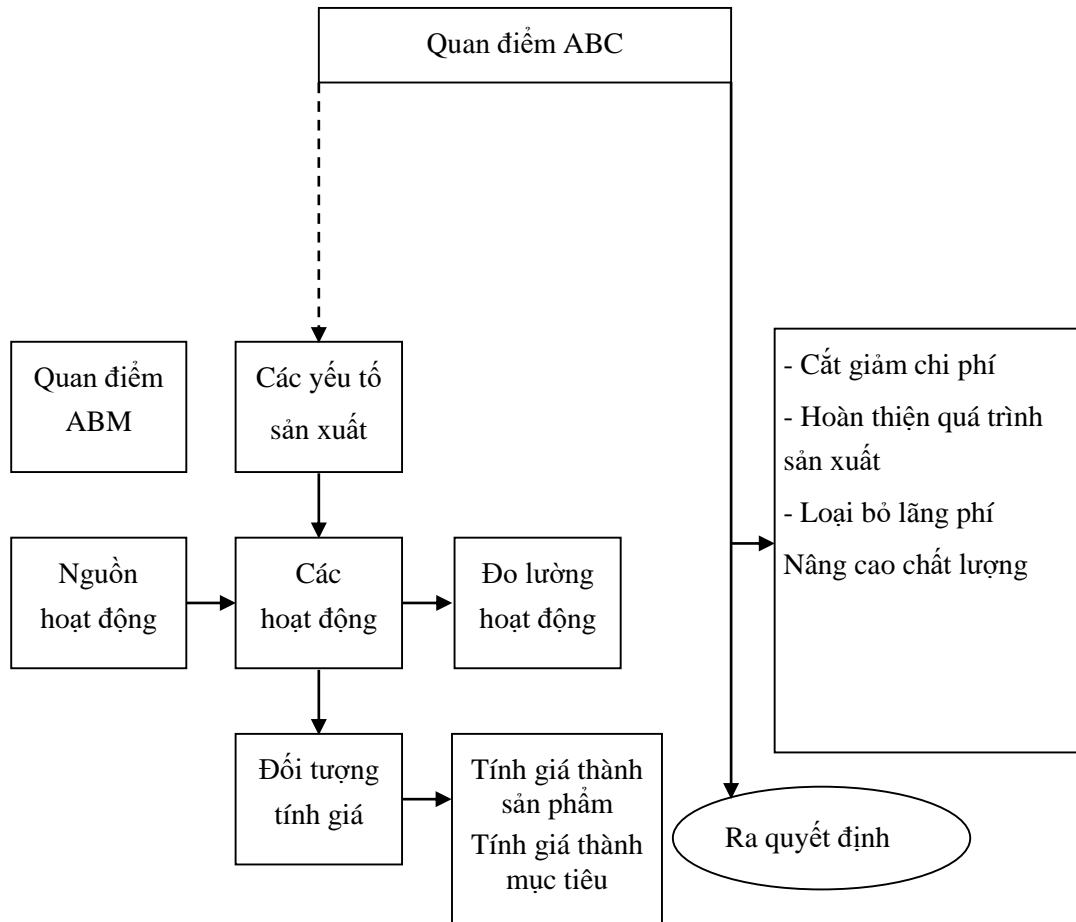 Quan điểm ABC
Quan điểm
ABM
Các yếu tố
sản xuất
- Cắt giảm chi phí
- Hoàn thiện quá trình
sản xuất
- Loại bỏ lãng phí
Nâng cao chất lượng
Nguồn
hoạt động
Các
hoạt động
Đo lường
hoạt động
Đối tượng
tính giá
Tính giá thành
sản phẩm
Tính giá thành
mục tiêu
Ra quyết định